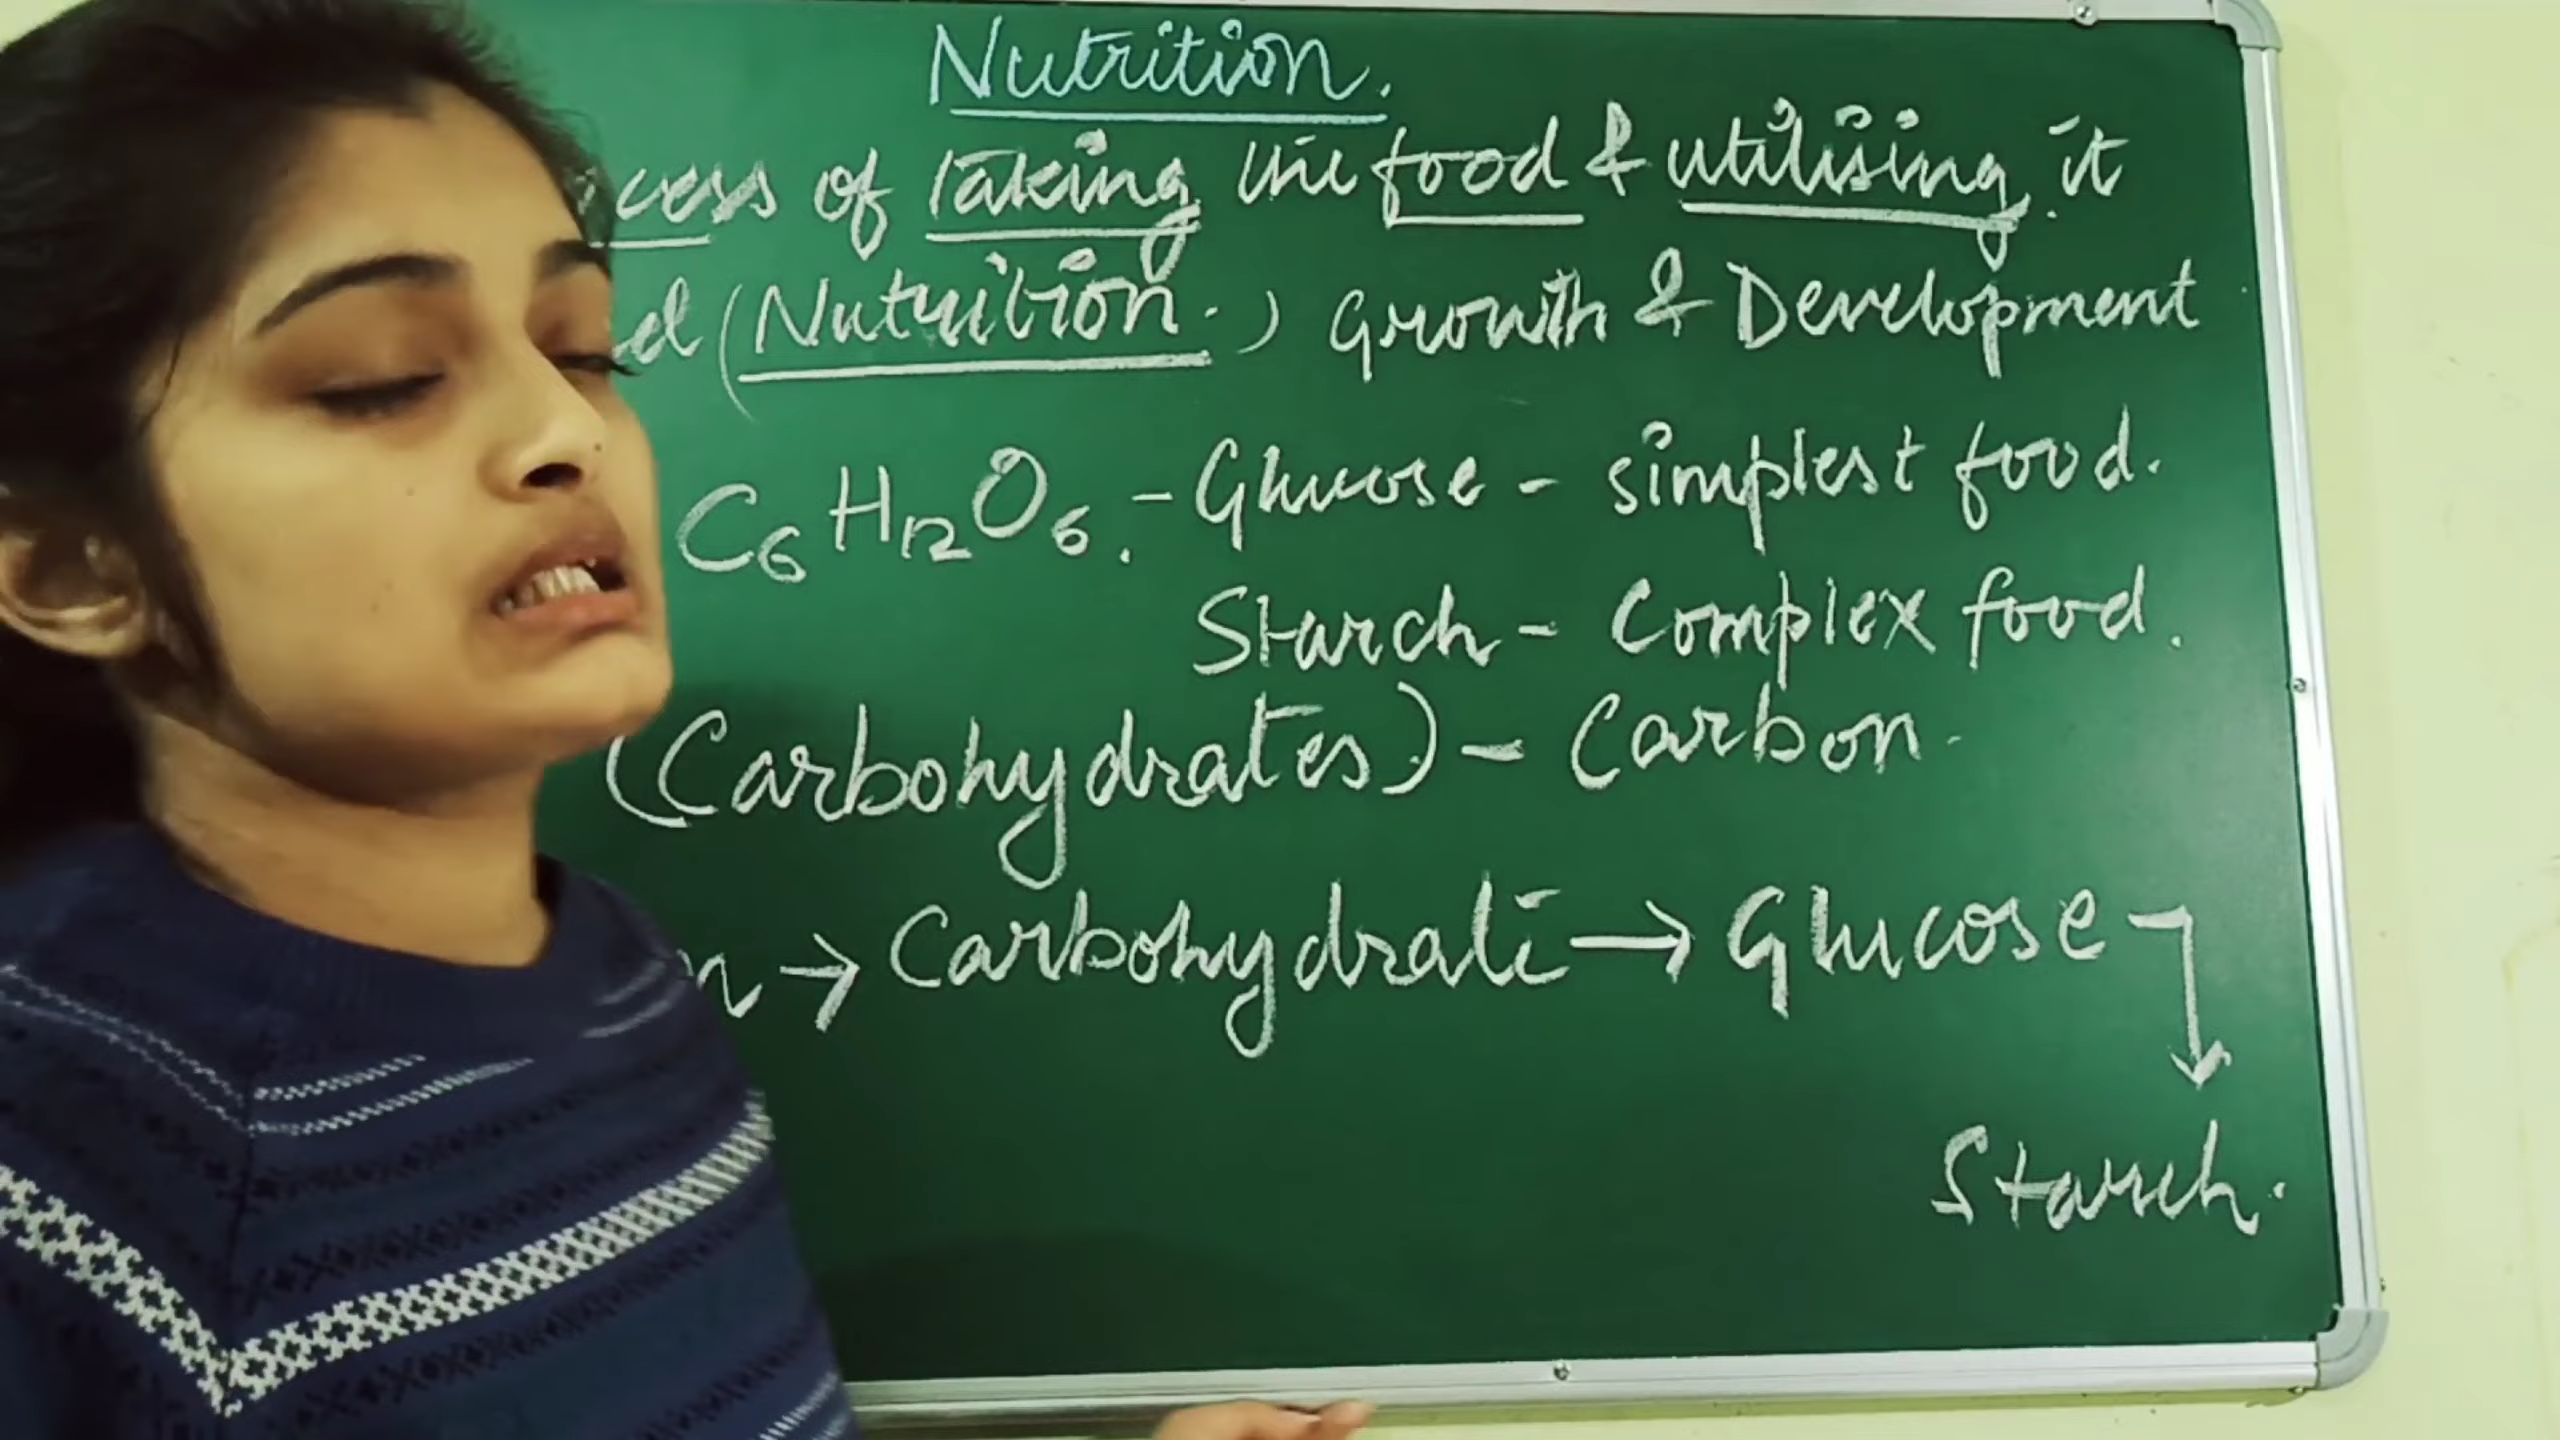 Nutrition.
cess of Taking the food & utilising it
d (Nutrition.) Growth & Development
C6H12O6. - Glucose - simplest food.
Starch - Complex food.
(Carbohydrates) - Carbon.
n → Carbohydrate → Glucose
Starch.